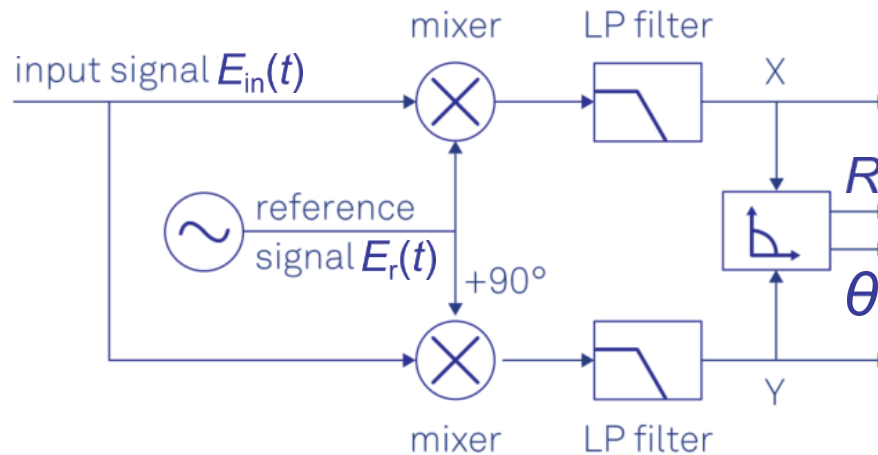 mixer
LP filter
input signal E_in(t)
X
R
reference
signal E_r(t)
+90°
θ
Y
mixer
LP filter